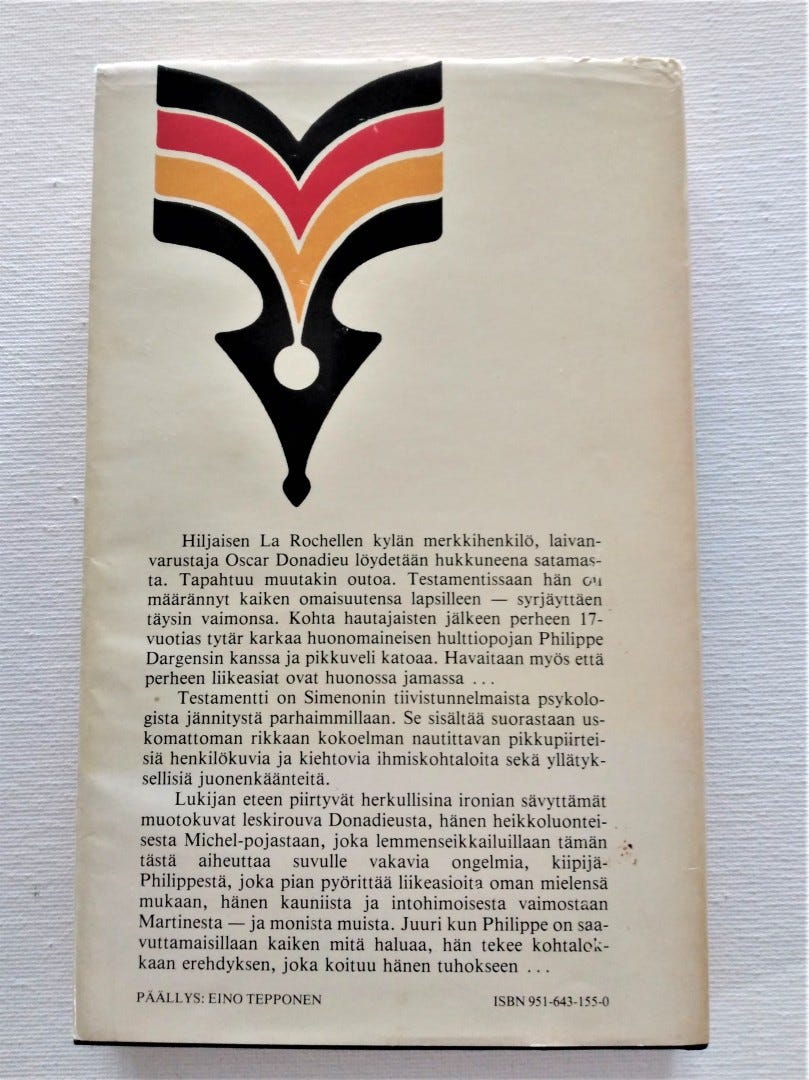 Hiljaisen La Rochellen kylän merkkihenkilö, laivan-
varustaja Oscar Donadieu löydetään hukkuneena satamas-
ta. Tapahtuu muutakin outoa. Testamentissaan hän on
määrännyt kaiken omaisuutensa lapsilleen — syrjäyttäen
täysin vaimonsa. Kohta hautajaisten jälkeen perheen 17-
vuotias tytär karkaa huonomaineisen hulttiopojan Philippe
Dargensin kanssa ja pikkuveli katoaa. Havaitaan myös että
perheen liikeasiat ovat huonossa jamassa ...
Testamentti on Simenonin tiivistunnelmaista psykolo-
gista jännitystä parhaimmillaan. Se sisältää suorastaan us-
komattoman rikkaan kokoelman nautittavan pikkupiirtei-
siä henkilökuvia ja kiehtovia ihmiskohtaloita sekä yllätyk-
sellisiä juonenkäänteitä.
Lukijan eteen piirtyvät herkullisina ironian sävyttämät
muotokuvat leskirouva Donadieusta, hänen heikkoluontei-
sesta Michel-pojastaan, joka lemmenseikkailuillaan tämän
tästä aiheuttaa suvulle vakavia ongelmia, kiipijä-
Philippestä, joka pian pyörittää liikeasioita oman mielensä
mukaan, hänen kauniista ja intohimoisesta vaimostaan
Martinesta — ja monista muista. Juuri kun Philippe on saa-
vuttamaisillaan kaiken mitä haluaa, hän tekee kohtalok-
kaan erehdyksen, joka koituu hänen tuhokseen ...
PÄÄLLYS: EINO TEPPONEN
ISBN 951-643-155-0